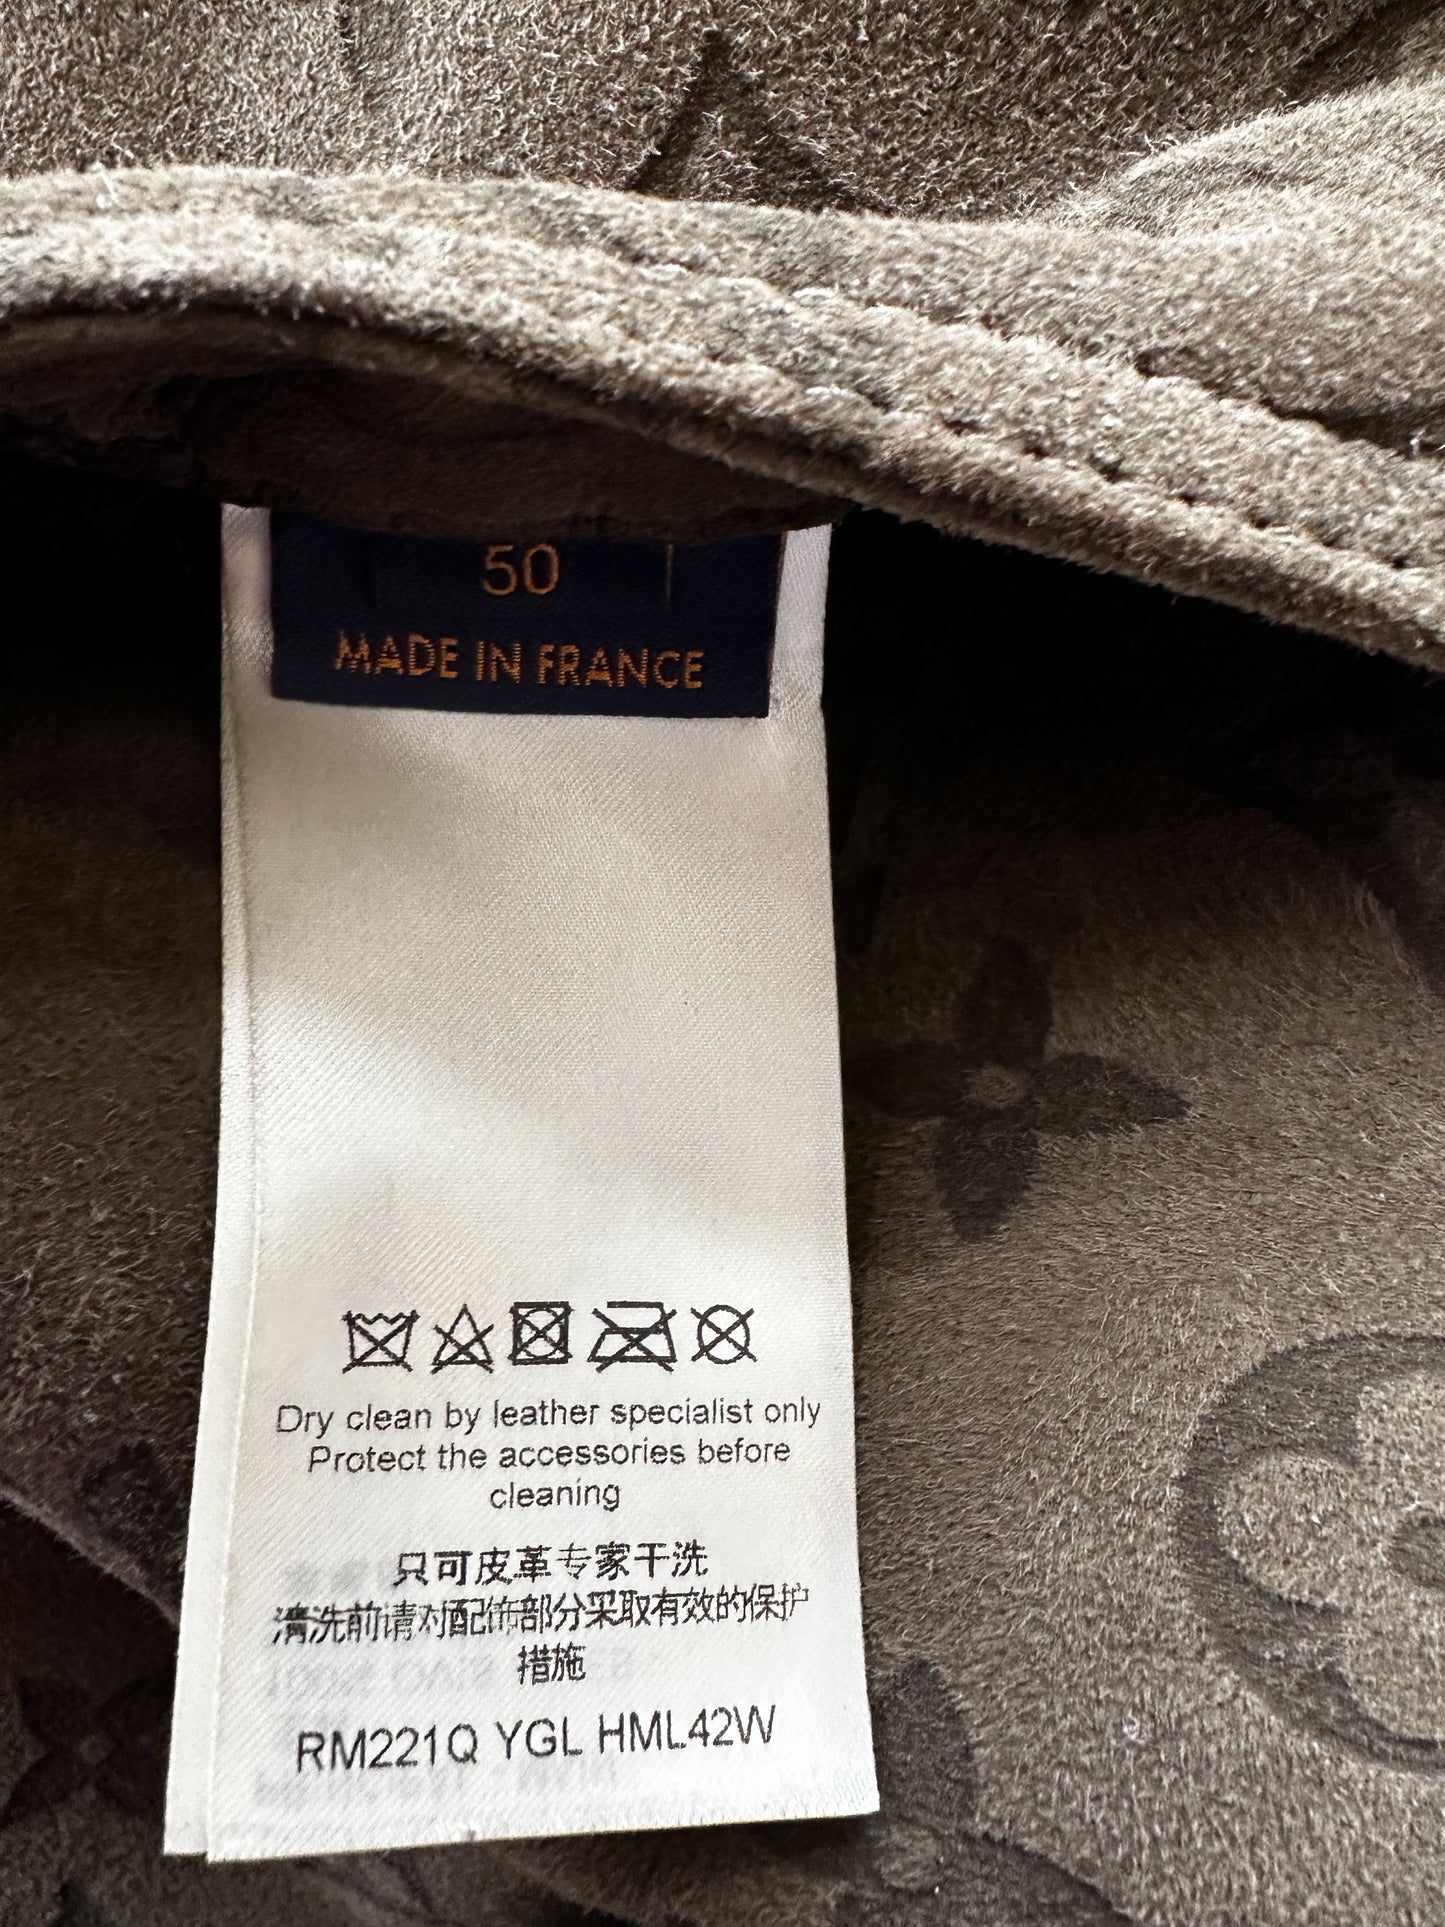 50
MADE IN FRANCE
Dry clean by leather specialist only
Protect the accessories before
cleaning
只可皮革专家干洗
清洗前请对配饰部分采取有效的保护
措施
RM221Q YGL HML42W